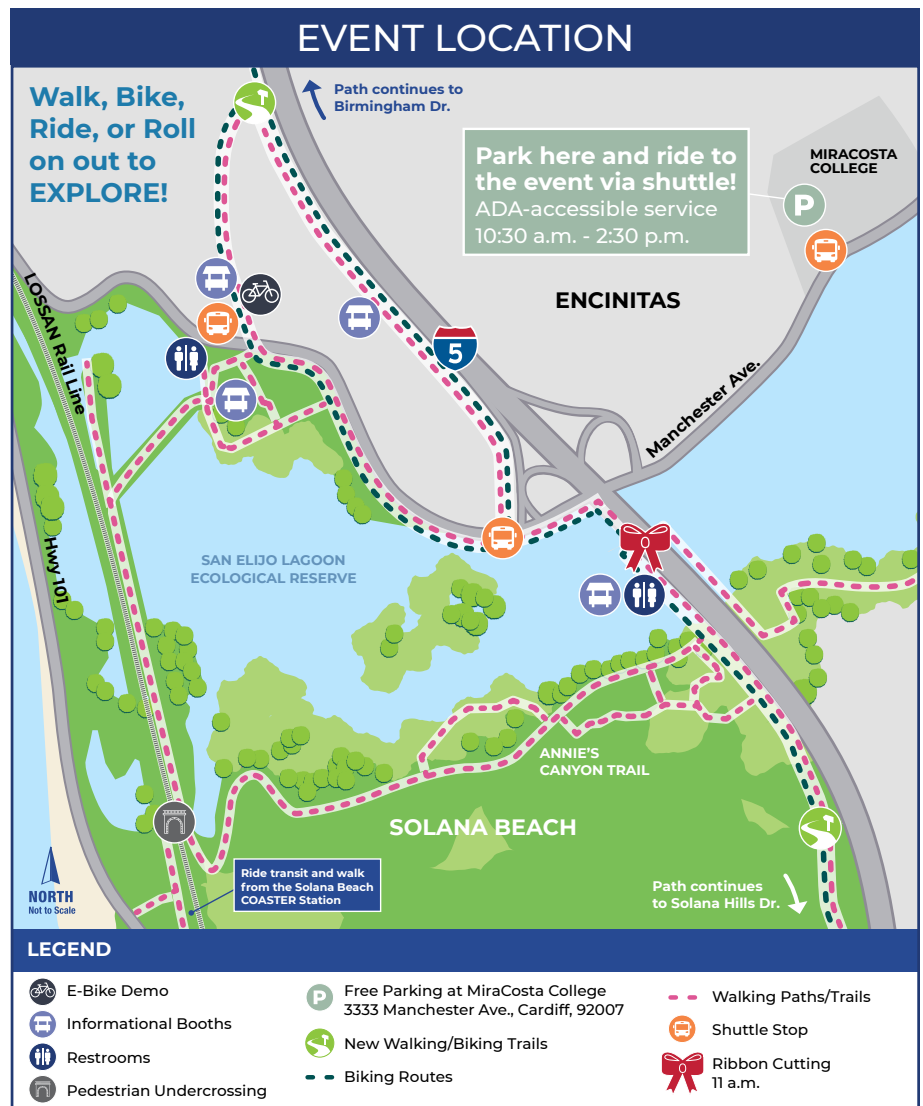 EVENT LOCATION
Walk, Bike,
Ride, or Roll
on out to
EXPLORE!
Path continues to
Birmingham Dr.
Park here and ride to
the event via shuttle!
ADA-accessible service
10:30 a.m. - 2:30 p.m.
MIRACOSTA
COLLEGE
P
ENCINITAS
LOSSAN Rail Line
5
Manchester Ave.
Hwy 101
SAN ELIJO LAGOON
ECOLOGICAL RESERVE
ANNIE'S
CANYON TRAIL
SOLANA BEACH
NORTH
Not to Scale
Ride transit and walk
from the Solana Beach
COASTER Station
Path continues
to Solana Hills Dr.
LEGEND
E-Bike Demo
Informational Booths
Restrooms
Pedestrian Undercrossing
P
Free Parking at MiraCosta College
3333 Manchester Ave., Cardiff, 92007
New Walking/Biking Trails
Biking Routes
Walking Paths/Trails
Shuttle Stop
Ribbon Cutting
11 a.m.